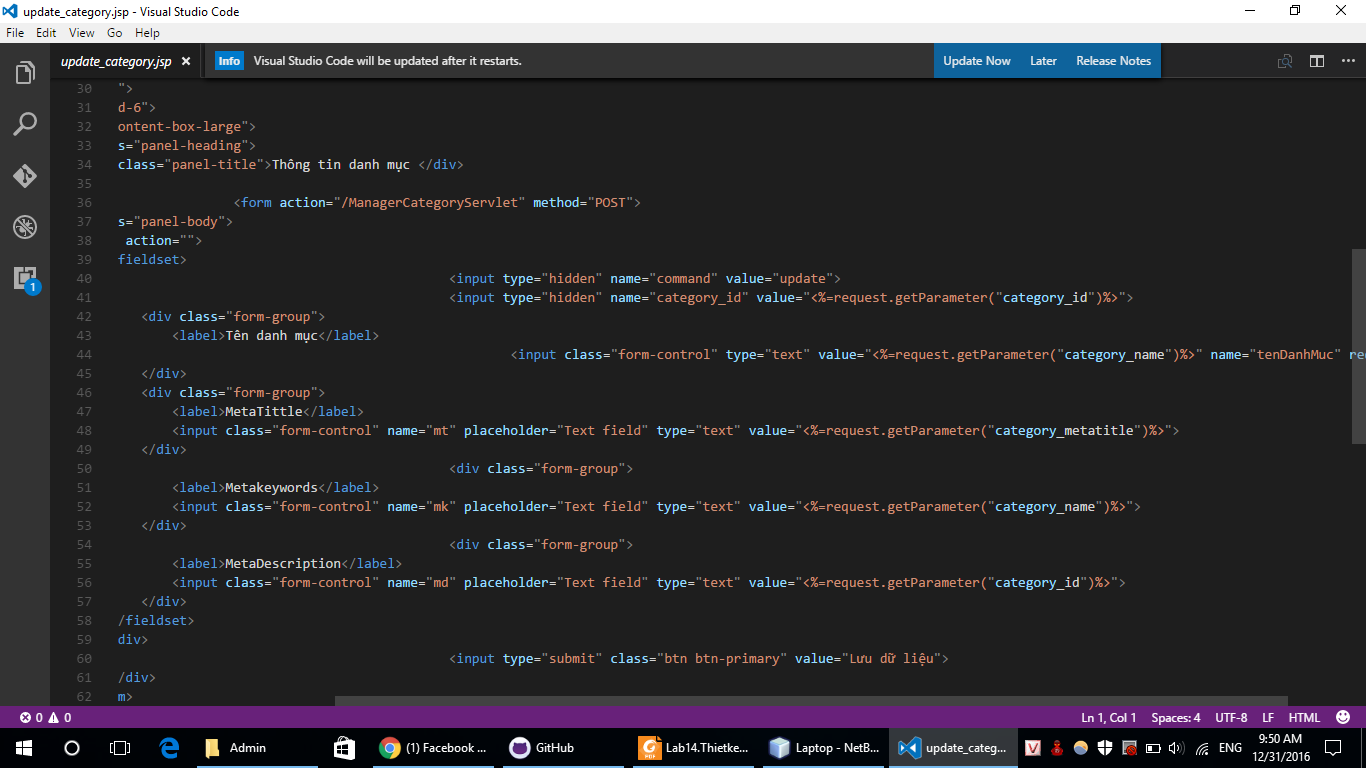 update_category.jsp - Visual Studio Code
File Edit View Go Help
update_category.jsp
Info Visual Studio Code will be updated after it restarts. Update Now Later Release Notes
30 ">
31 d-6">
32 ontent-box-large">
33 s="panel-heading">
34 class="panel-title">Thông tin danh mục </div>
35
36 <form action="/ManagerCategoryServlet" method="POST">
37 s="panel-body">
38 action="">
39 fieldset>
40 <input type="hidden" name="command" value="update">
41 <input type="hidden" name="category_id" value="<%=request.getParameter("category_id")%>">
42 <div class="form-group">
43 <label>Tên danh mục</label>
44 <input class="form-control" type="text" value="<%=request.getParameter("category_name")%>" name="tenDanhMuc" re
45 </div>
46 <div class="form-group">
47 <label>MetaTittle</label>
48 <input class="form-control" name="mt" placeholder="Text field" type="text" value="<%=request.getParameter("category_metatitle")%>">
49 </div>
50 <div class="form-group">
51 <label>Metakeywords</label>
52 <input class="form-control" name="mk" placeholder="Text field" type="text" value="<%=request.getParameter("category_name")%>">
53 </div>
54 <div class="form-group">
55 <label>MetaDescription</label>
56 <input class="form-control" name="md" placeholder="Text field" type="text" value="<%=request.getParameter("category_id")%>">
57 </div>
58 /fieldset>
59 div>
60 <input type="submit" class="btn btn-primary" value="Lưu dữ liệu">
61 /div>
62 m>
1
0 0 Ln 1, Col 1 Spaces: 4 UTF-8 LF HTML
Admin (1) Facebook ... GitHub Lab14.Thietke... Laptop - NetB... update_categ... ENG 9:50 AM
12/31/2016